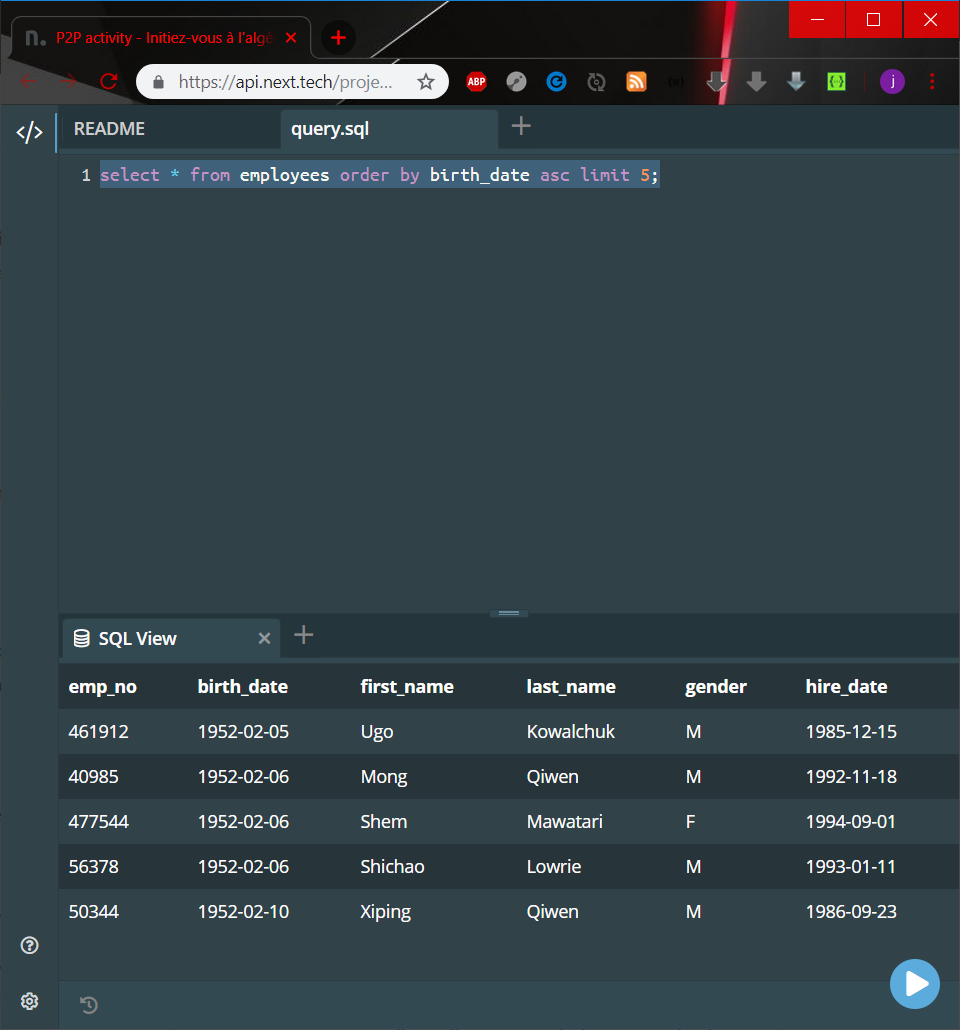 n. P2P activity - Initiez-vous à l'algè
https://api.next.tech/proje...
ABP
j
</> README query.sql
1 select * from employees order by birth_date asc limit 5;
SQL View
emp_no birth_date first_name last_name gender hire_date
461912 1952-02-05 Ugo Kowalchuk M 1985-12-15
40985 1952-02-06 Mong Qiwen M 1992-11-18
477544 1952-02-06 Shem Mawatari F 1994-09-01
56378 1952-02-06 Shichao Lowrie M 1993-01-11
50344 1952-02-10 Xiping Qiwen M 1986-09-23